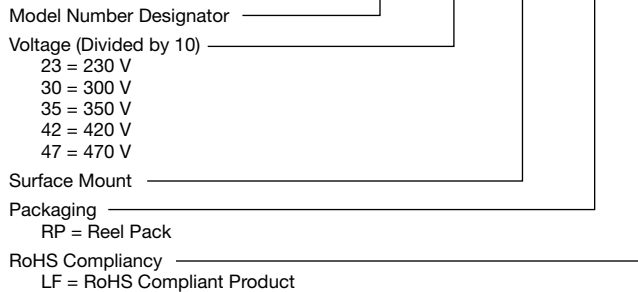 Model Number Designator
Voltage (Divided by 10)
23 = 230 V
30 = 300 V
35 = 350 V
42 = 420 V
47 = 470 V
Surface Mount
Packaging
RP = Reel Pack
RoHS Compliancy
LF = RoHS Compliant Product